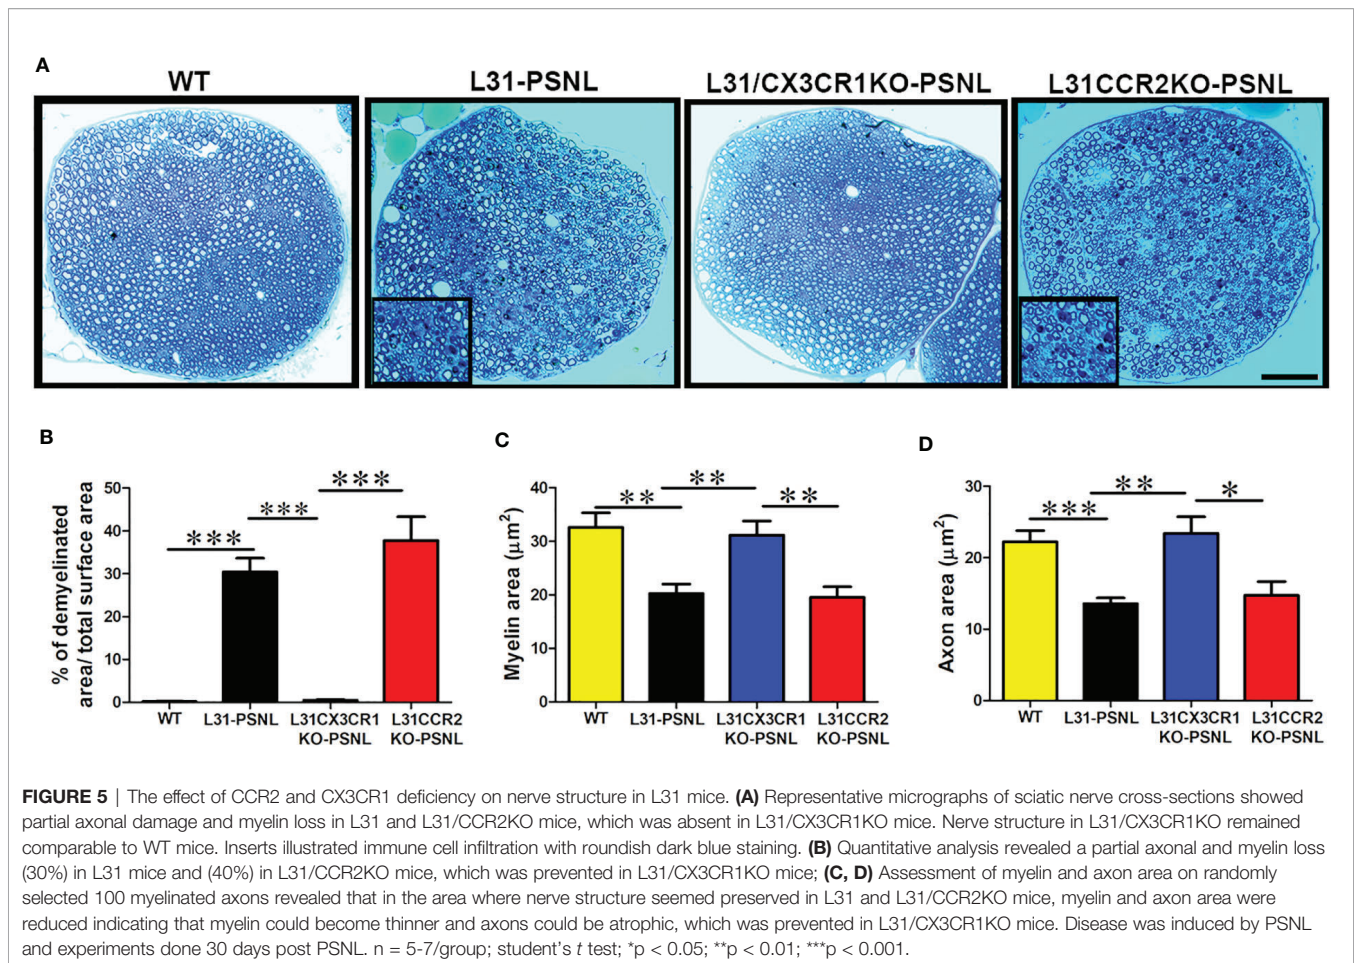 A
WT
L31-PSNL
L31/CX3CR1KO-PSNL
L31CCR2KO-PSNL
B
% of demyelinated
area/ total surface area
50
40
30
20
10
0
***
***
***
WT
L31-PSNL
L31CX3CR1
KO-PSNL
L31CCR2
KO-PSNL
C
Myelin area (μm²)
40
30
20
10
0
**
**
**
WT
L31-PSNL
L31CX3CR1
KO-PSNL
L31CCR2
KO-PSNL
D
Axon area (μm²)
30
20
10
0
***
**
*
WT
L31-PSNL
L31CX3CR1
KO-PSNL
L31CCR2
KO-PSNL
FIGURE 5 | The effect of CCR2 and CX3CR1 deficiency on nerve structure in L31 mice. (A) Representative micrographs of sciatic nerve cross-sections showed
partial axonal damage and myelin loss in L31 and L31/CCR2KO mice, which was absent in L31/CX3CR1KO mice. Nerve structure in L31/CX3CR1KO remained
comparable to WT mice. Inserts illustrated immune cell infiltration with roundish dark blue staining. (B) Quantitative analysis revealed a partial axonal and myelin loss
(30%) in L31 mice and (40%) in L31/CCR2KO mice, which was prevented in L31/CX3CR1KO mice; (C, D) Assessment of myelin and axon area on randomly
selected 100 myelinated axons revealed that in the area where nerve structure seemed preserved in L31 and L31/CCR2KO mice, myelin and axon area were
reduced indicating that myelin could become thinner and axons could be atrophic, which was prevented in L31/CX3CR1KO mice. Disease was induced by PSNL
and experiments done 30 days post PSNL. n = 5-7/group; student's t test; *p < 0.05; **p < 0.01; ***p < 0.001.